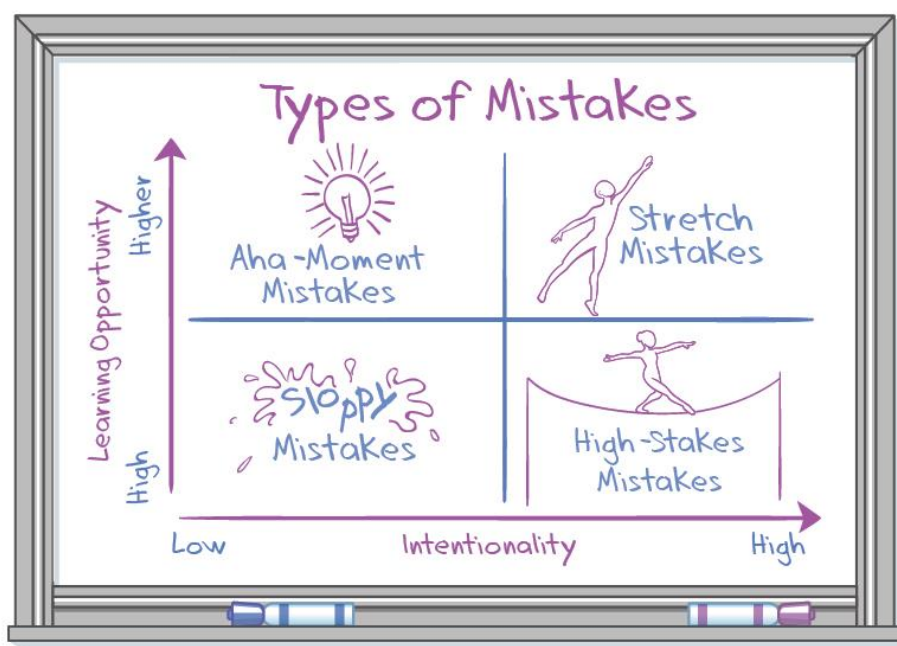 Types of Mistakes
Learning Opportunity
Higher
High
Aha-Moment
Mistakes
Stretch
Mistakes
Sloppy
Mistakes
High-Stakes
Mistakes
Low
Intentionality
High